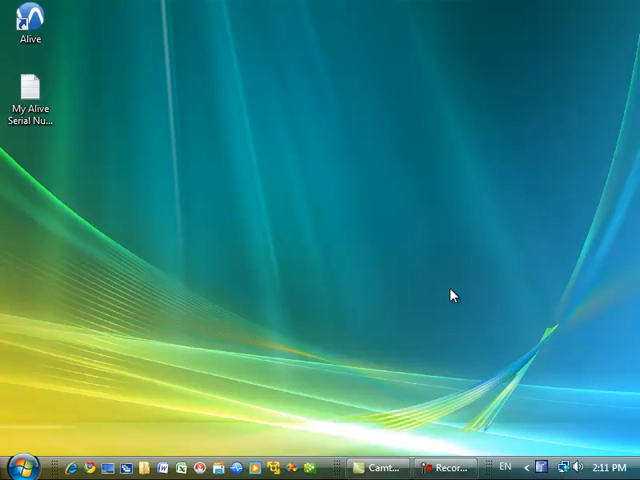 Alive
My Alive
Serial Nu...
Camt...
Recor...
EN
2:11 PM